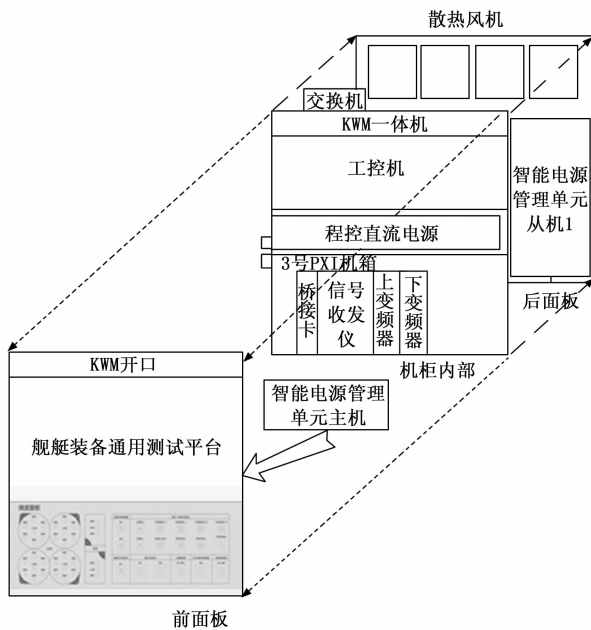 散热风机
交换机
KWM一体机
工控机
智能电源
管理单元
从机1
程控直流电源
3号PXI机箱
桥接卡
信号
收发
仪
上变频器
下变频器
后面板
机柜内部
KWM开口
智能电源管理
单元主机
舰艇装备通用测试平台
前面板